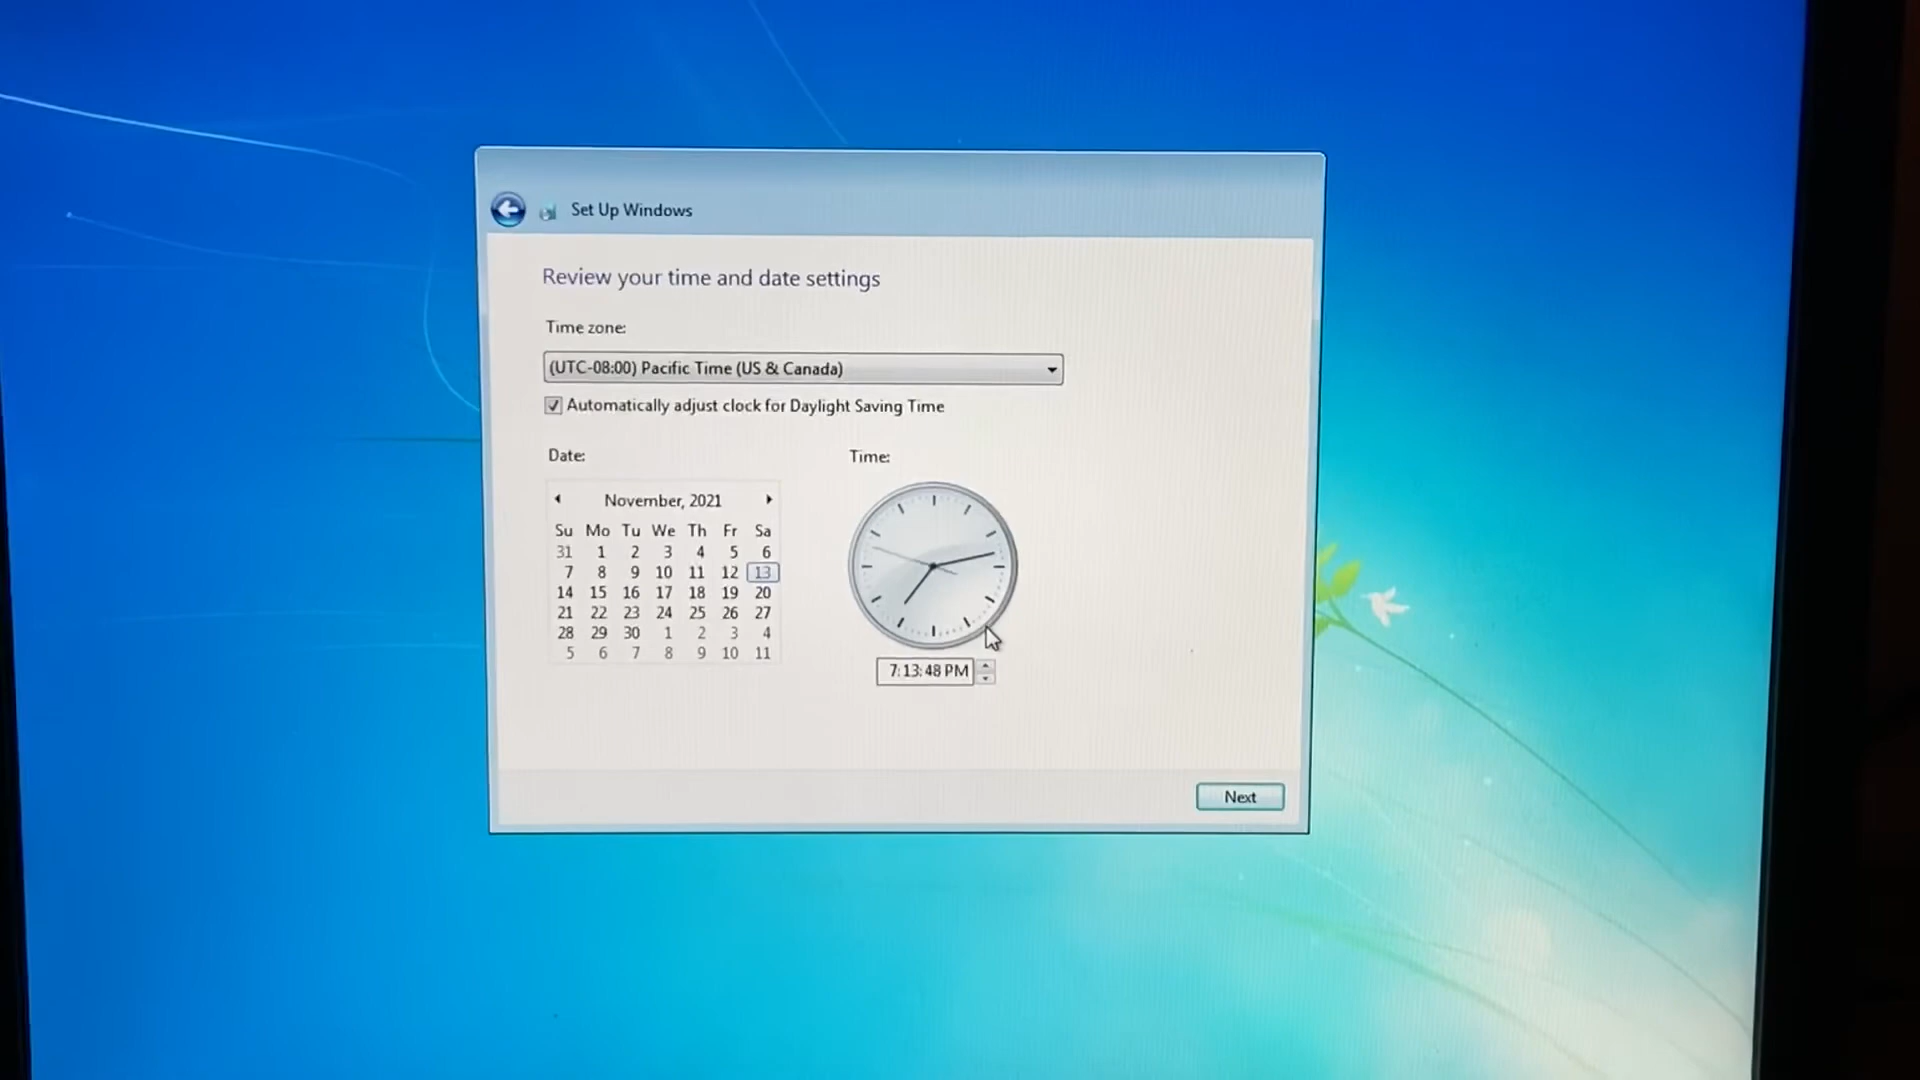 Set Up Windows
Review your time and date settings
Time zone:
(UTC-08:00) Pacific Time (US & Canada)
Automatically adjust clock for Daylight Saving Time
Date:
Time:
November, 2021
Su Mo Tu We Th Fr Sa
31 1 2 3 4 5 6
7 8 9 10 11 12 13
14 15 16 17 18 19 20
21 22 23 24 25 26 27
28 29 30 1 2 3 4
5 6 7 8 9 10 11
7:13:48 PM
Next